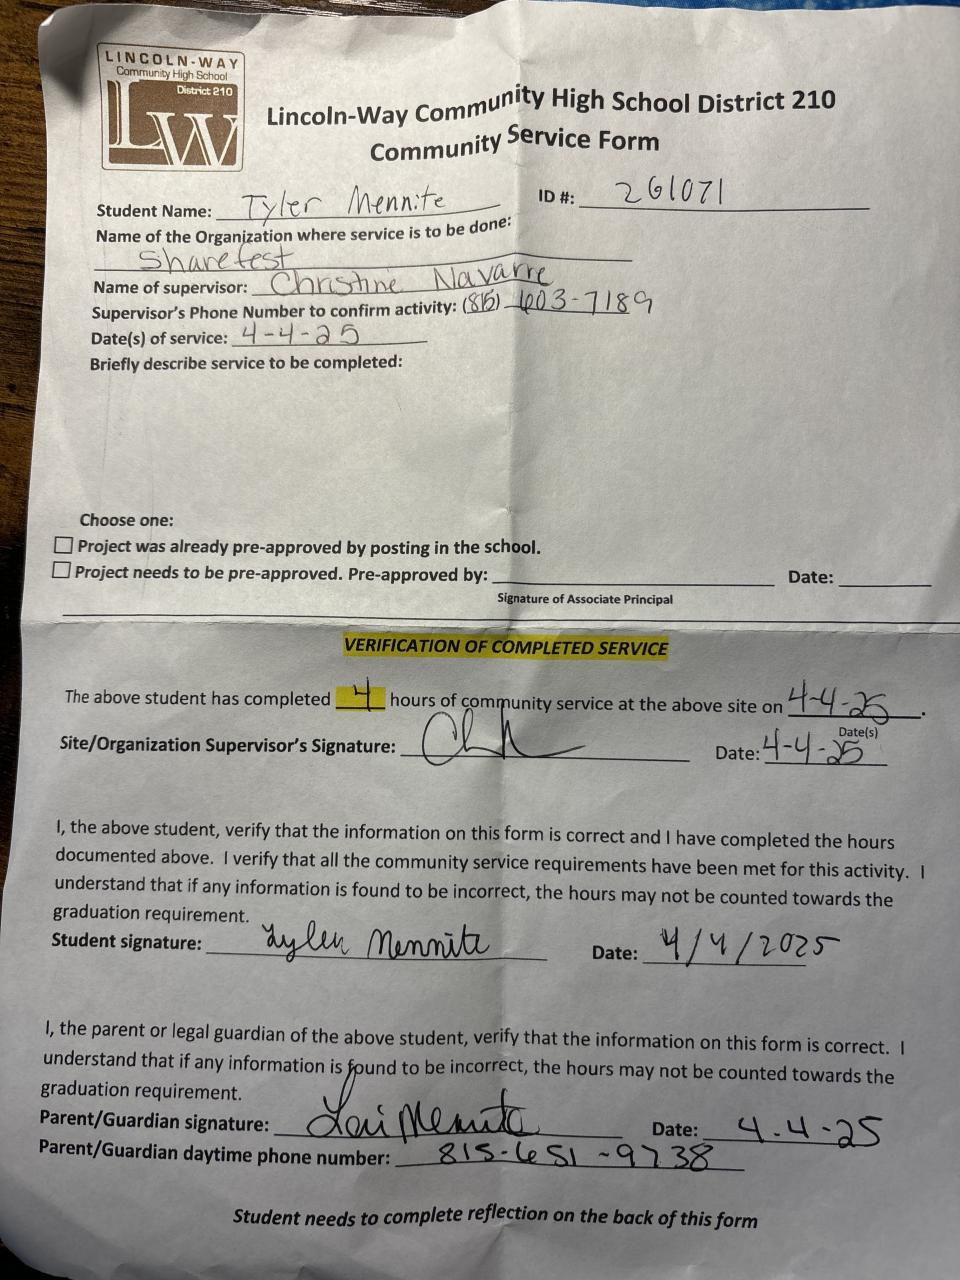 LINCOLN-WAY
Community High School
District 210
LW
Lincoln-Way Community High School District 210
Community Service Form
Student Name: Tyler Mennite ID #: 261071
Name of the Organization where service is to be done:
Sharefest
Name of supervisor: Christine Navarre
Supervisor's Phone Number to confirm activity: (815) 603-7189
Date(s) of service: 4-4-25
Briefly describe service to be completed:
Choose one:
☐ Project was already pre-approved by posting in the school.
☐ Project needs to be pre-approved. Pre-approved by: Date:
Signature of Associate Principal
VERIFICATION OF COMPLETED SERVICE
The above student has completed 4 hours of community service at the above site on 4-4-25.
Date(s)
Site/Organization Supervisor's Signature: Date: 4-4-25
I, the above student, verify that the information on this form is correct and I have completed the hours
documented above. I verify that all the community service requirements have been met for this activity. I
understand that if any information is found to be incorrect, the hours may not be counted towards the
graduation requirement.
Student signature: Tyler Mennite Date: 4/4/2025
I, the parent or legal guardian of the above student, verify that the information on this form is correct. I
understand that if any information is found to be incorrect, the hours may not be counted towards the
graduation requirement.
Parent/Guardian signature: Lori Mennite Date: 4.4-25
Parent/Guardian daytime phone number: 815-651-9738
Student needs to complete reflection on the back of this form